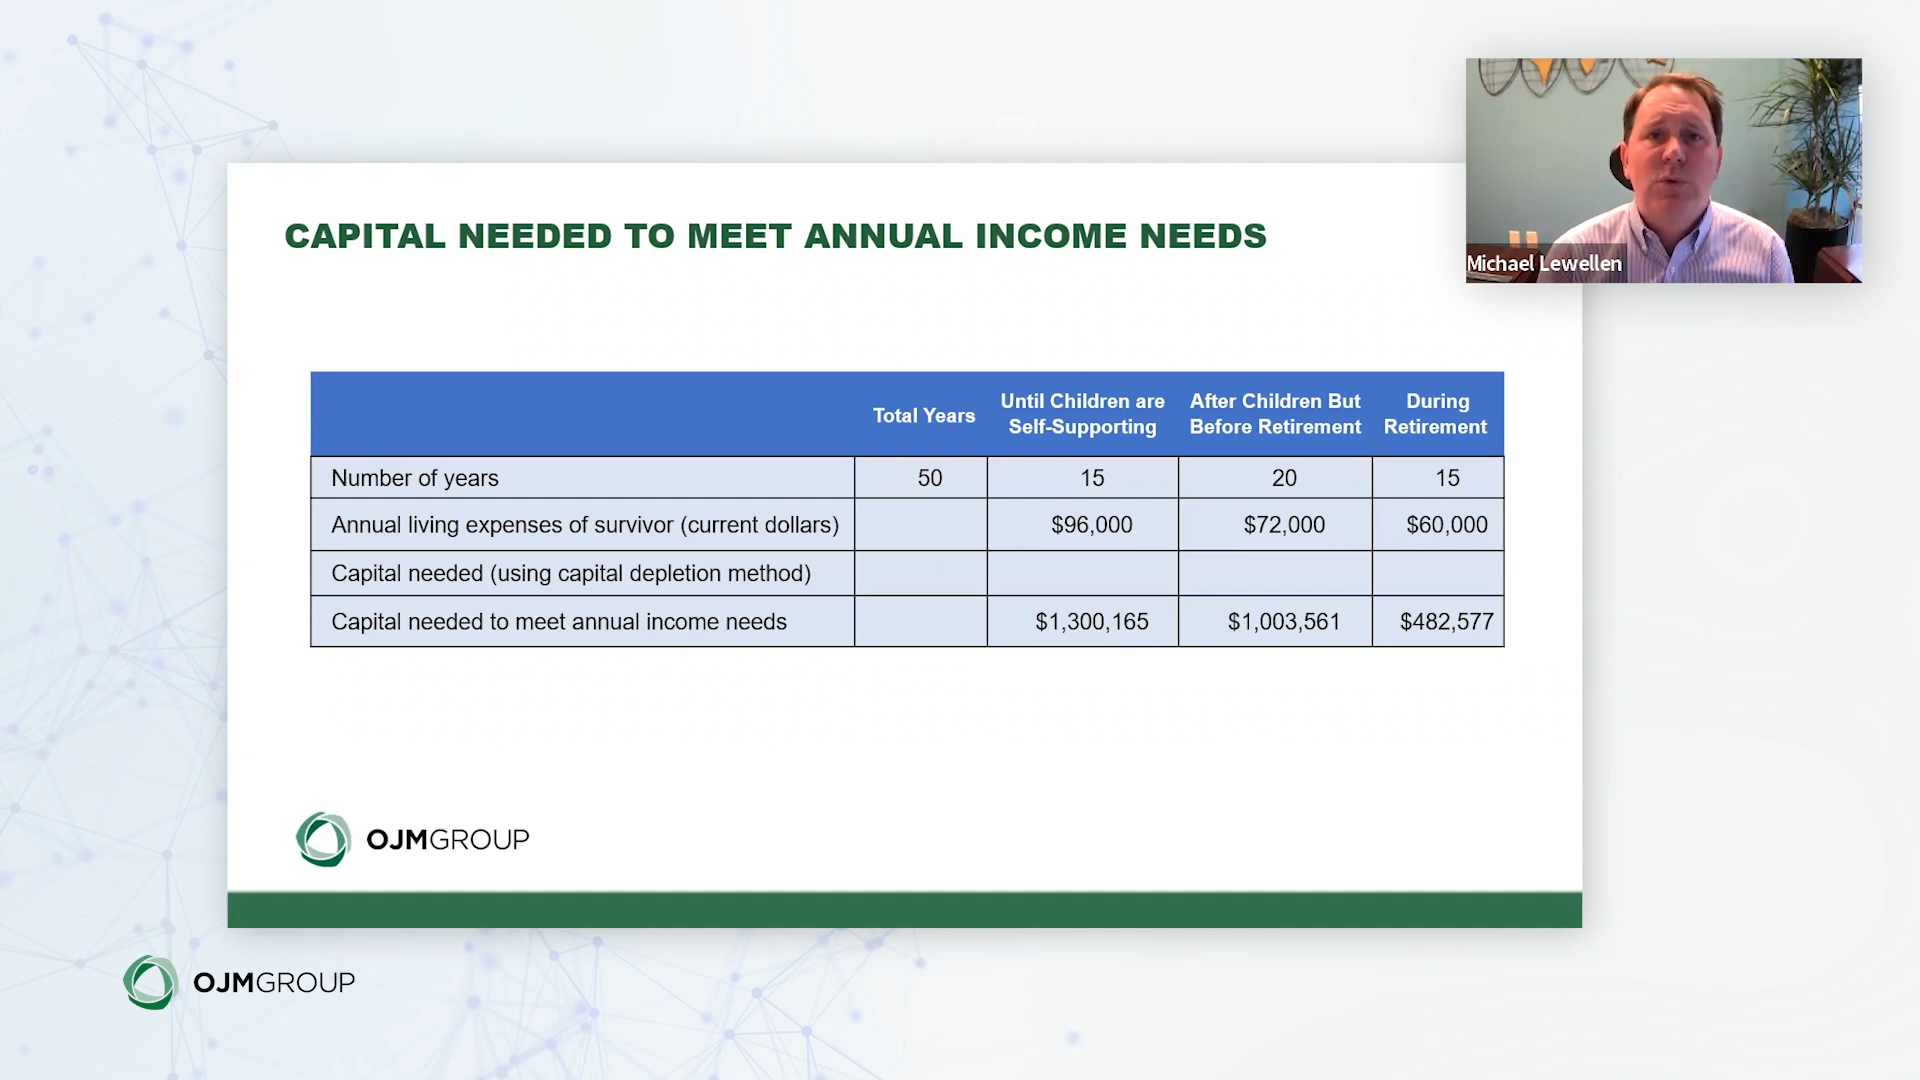 CAPITAL NEEDED TO MEET ANNUAL INCOME NEEDS
Michael Lewellen
Total Years
Until Children are
Self-Supporting
After Children But
Before Retirement
During
Retirement
Number of years 50 15 20 15
Annual living expenses of survivor (current dollars) $96,000 $72,000 $60,000
Capital needed (using capital depletion method)
Capital needed to meet annual income needs $1,300,165 $1,003,561 $482,577
OJMGROUP
OJMGROUP